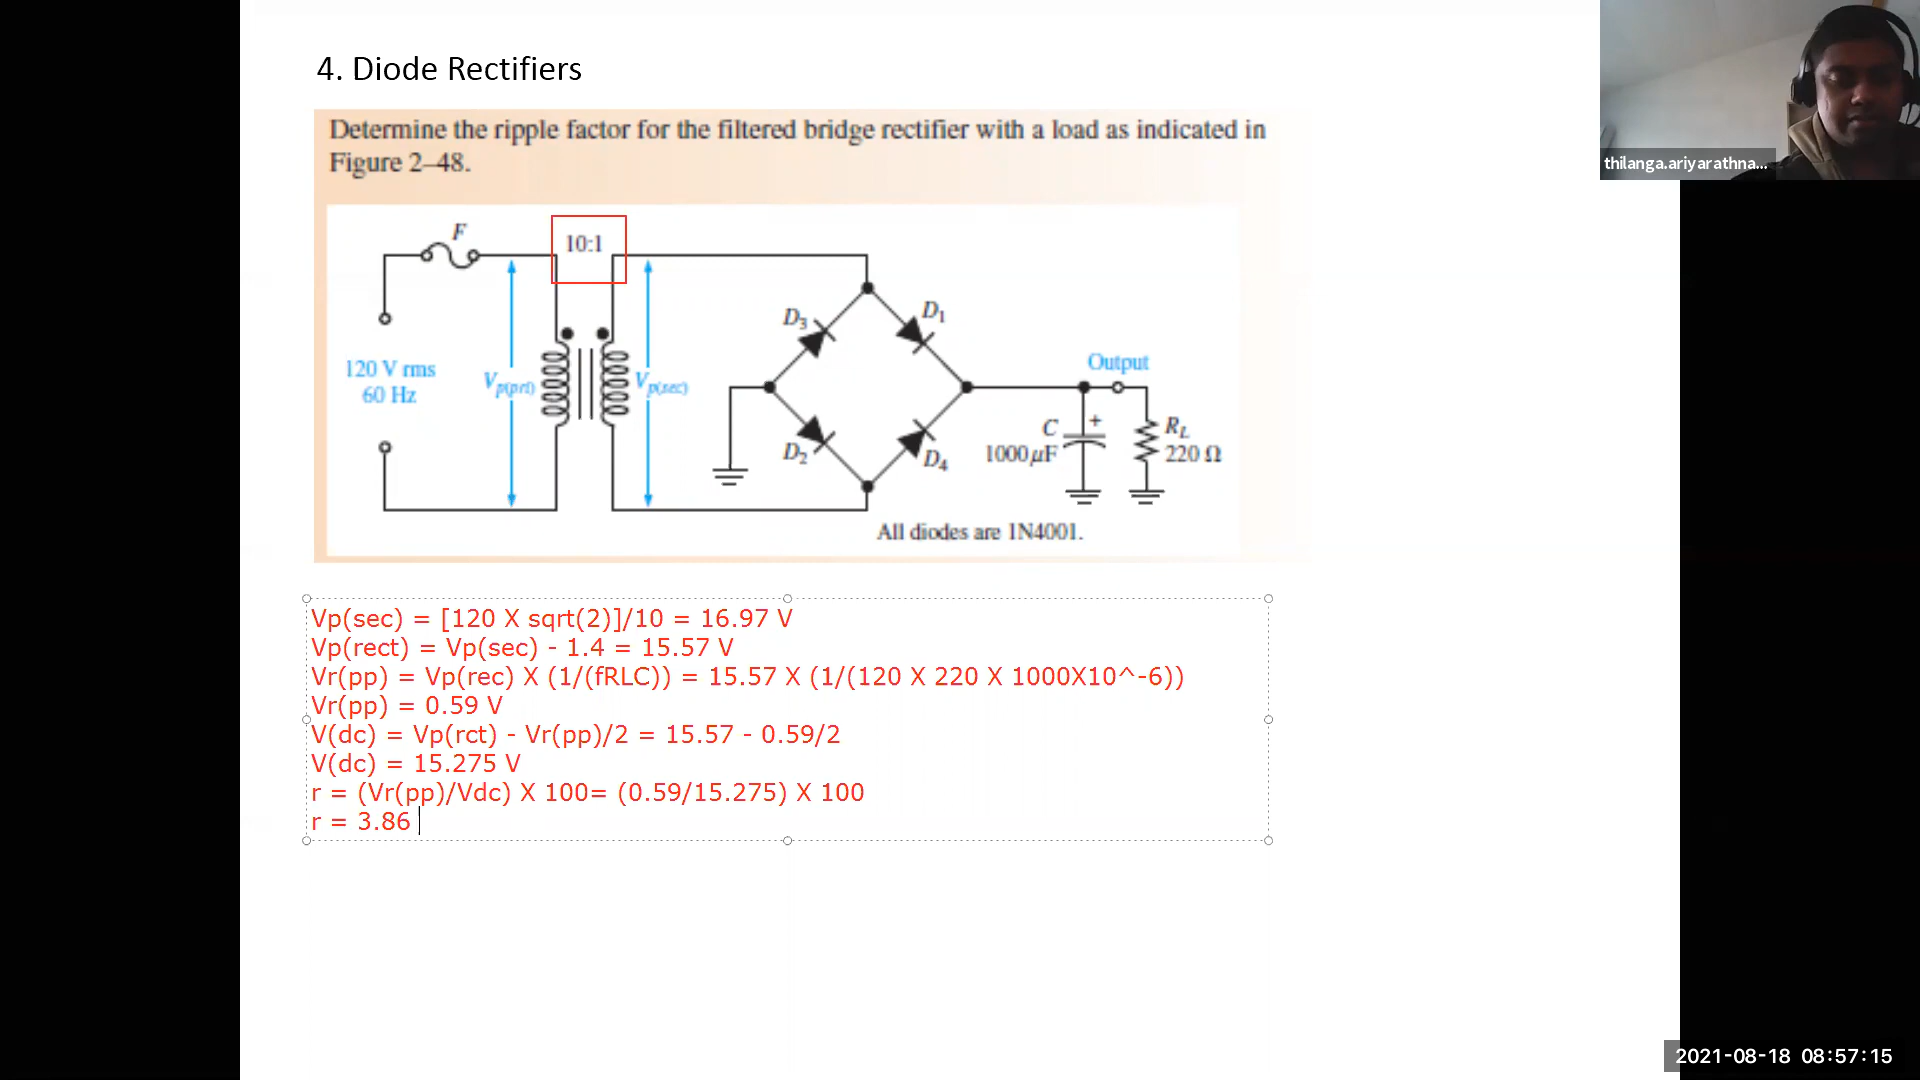 4. Diode Rectifiers
thilanga.ariyarathna...
Determine the ripple factor for the filtered bridge rectifier with a load as indicated in
Figure 2–48.
F
10:1
D3
D1
120 V rms
60 Hz
Vp(pri)
Vp(sec)
Output
C
+
1000 μF
RL
220 Ω
D2
D4
All diodes are 1N4001.
Vp(sec) = [120 X sqrt(2)]/10 = 16.97 V
Vp(rect) = Vp(sec) - 1.4 = 15.57 V
Vr(pp) = Vp(rec) X (1/(fRLC)) = 15.57 X (1/(120 X 220 X 1000X10^-6))
Vr(pp) = 0.59 V
V(dc) = Vp(rct) - Vr(pp)/2 = 15.57 - 0.59/2
V(dc) = 15.275 V
r = (Vr(pp)/Vdc) X 100= (0.59/15.275) X 100
r = 3.86
2021-08-18 08:57:15